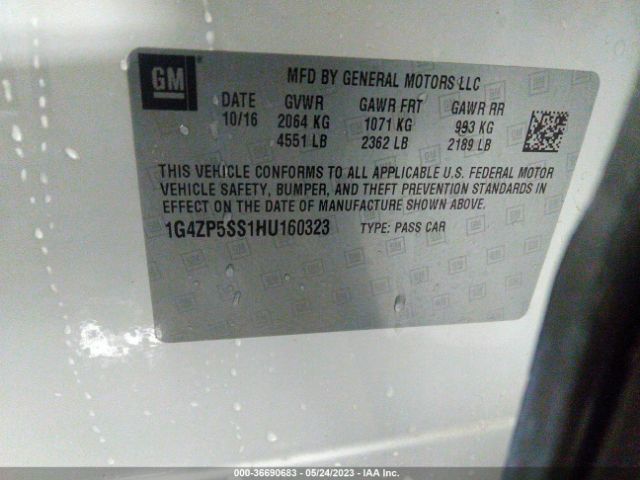 GM
MFD BY GENERAL MOTORS LLC
DATE GVWR GAWR FRT GAWR RR
10/16 2064 KG 1071 KG 993 KG
4551 LB 2362 LB 2189 LB
THIS VEHICLE CONFORMS TO ALL APPLICABLE U.S. FEDERAL MOTOR
VEHICLE SAFETY, BUMPER, AND THEFT PREVENTION STANDARDS IN
EFFECT ON THE DATE OF MANUFACTURE SHOWN ABOVE.
1G4ZP5SS1HU160323 TYPE: PASS CAR
000-36690683 - 05/24/2023 - IAA Inc.